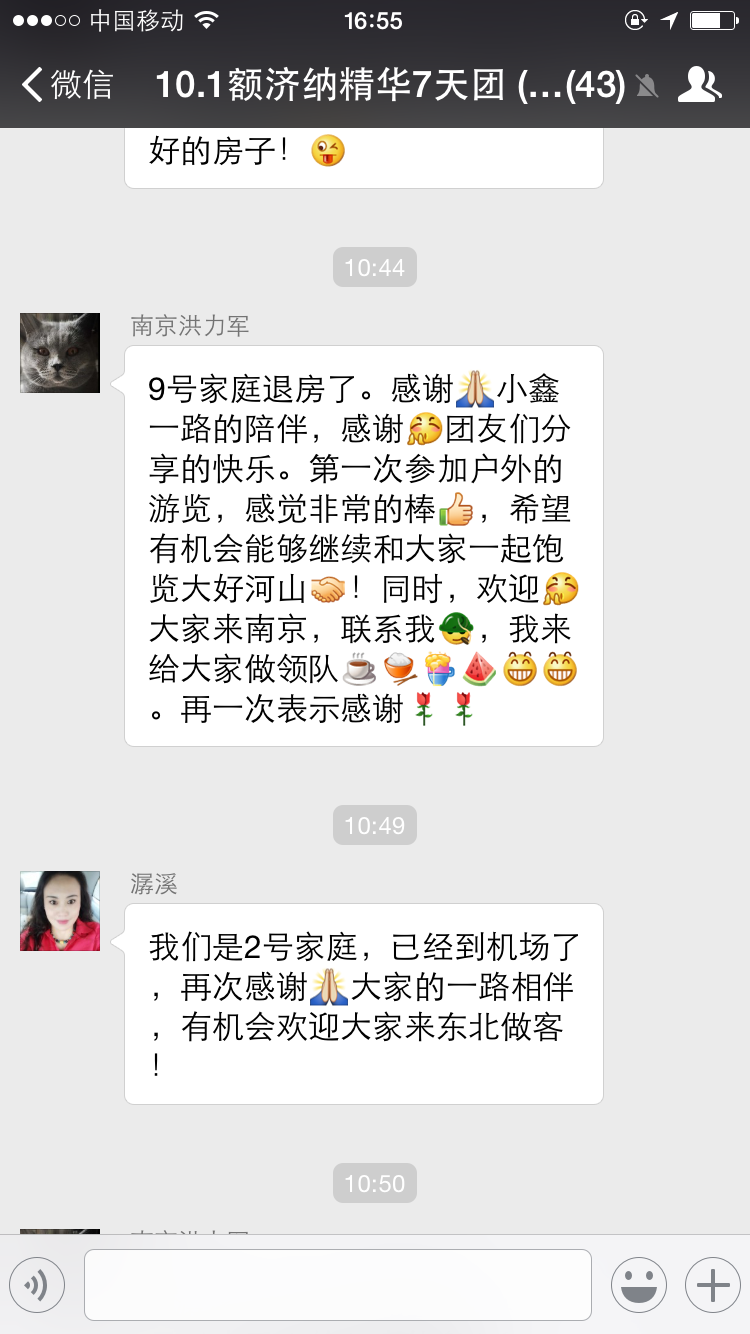 中国移动
16:55
微信
10.1额济纳精华7天团 (...(43)
好的房子！😜
10:44
南京洪力军
9号家庭退房了。感谢🙏小鑫
一路的陪伴，感谢团友们分
享的快乐。第一次参加户外的
游览，感觉非常的棒👍，希望
有机会能够继续和大家一起饱
览大好河山🤝！同时，欢迎
大家来南京，联系我，我来
给大家做领队☕🍚🍧🍉😁😁
。再一次表示感谢🌹🌹
10:49
潺溪
我们是2号家庭，已经到机场了
，再次感谢🙏大家的一路相伴
，有机会欢迎大家来东北做客
！
10:50